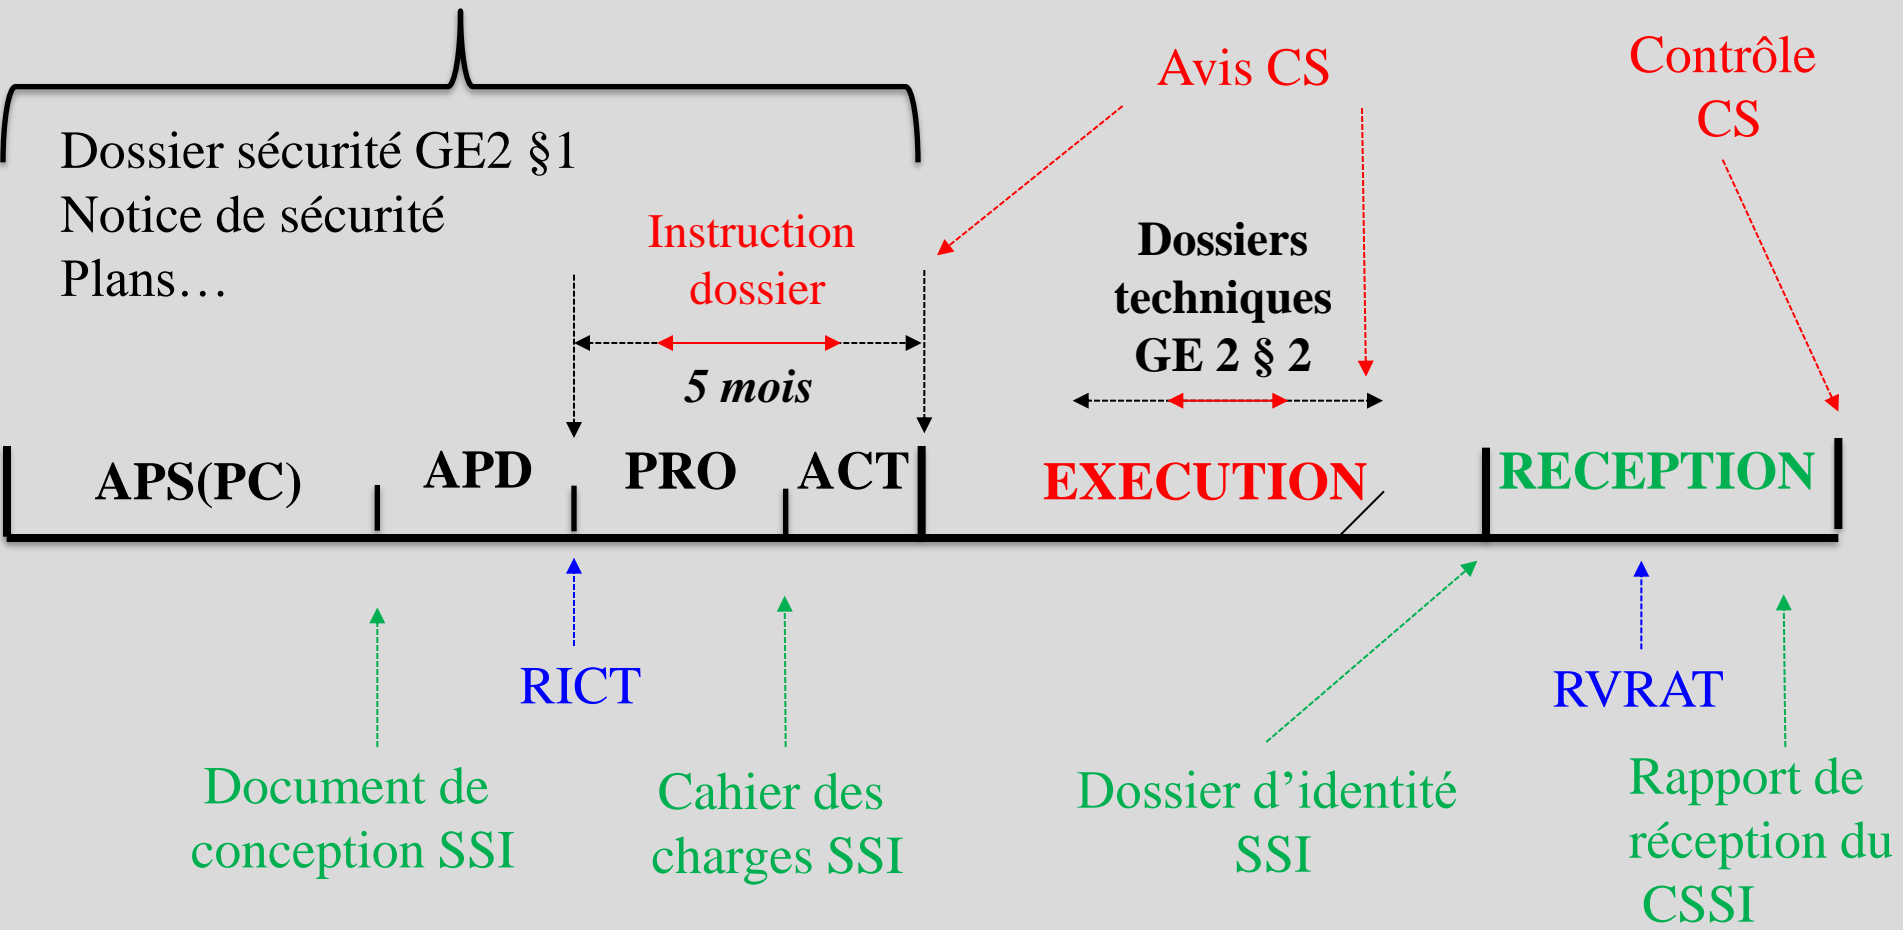 Avis CS
Contrôle
CS
Dossier sécurité GE2 §1
Notice de sécurité
Plans…
Instruction
dossier
5 mois
Dossiers
techniques
GE 2 § 2
APS(PC)
APD
PRO
ACT
EXECUTION
RECEPTION
RICT
RVRAT
Document de
conception SSI
Cahier des
charges SSI
Dossier d’identité
SSI
Rapport de
réception du
CSSI